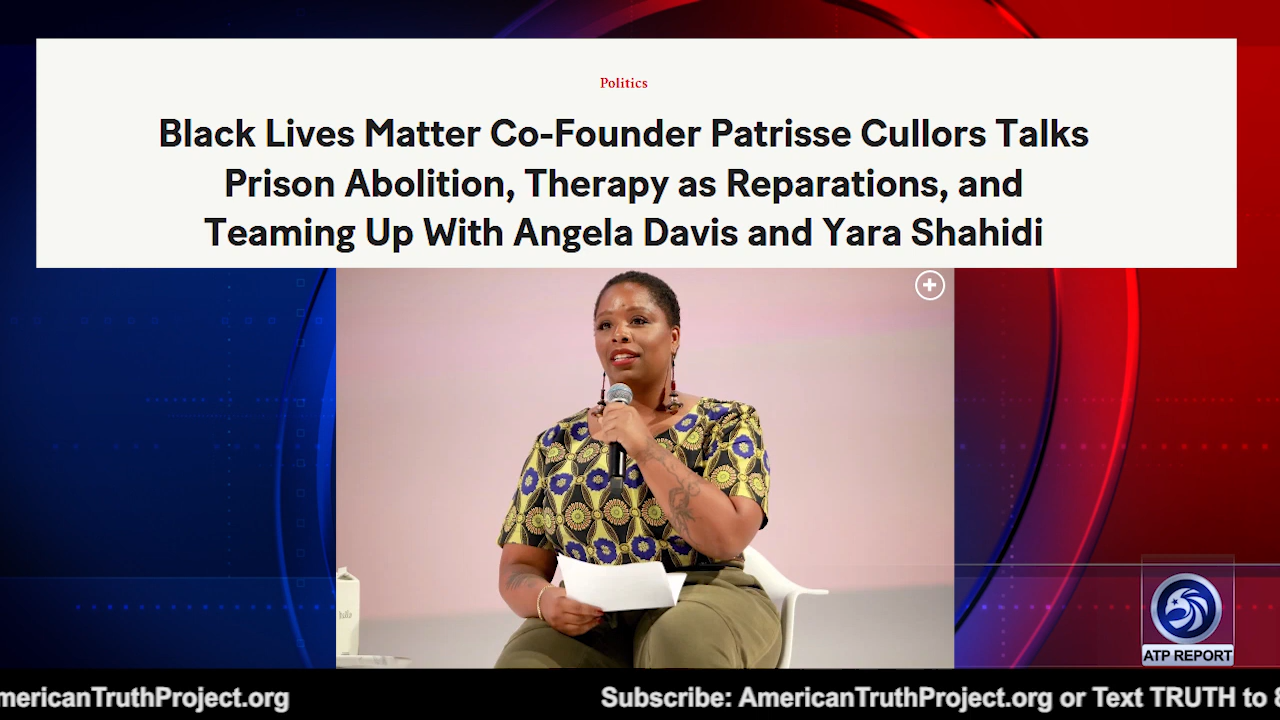 Politics
Black Lives Matter Co-Founder Patrisse Cullors Talks
Prison Abolition, Therapy as Reparations, and
Teaming Up With Angela Davis and Yara Shahidi
ATP REPORT
mericanTruthProject.org Subscribe: AmericanTruthProject.org or Text TRUTH to